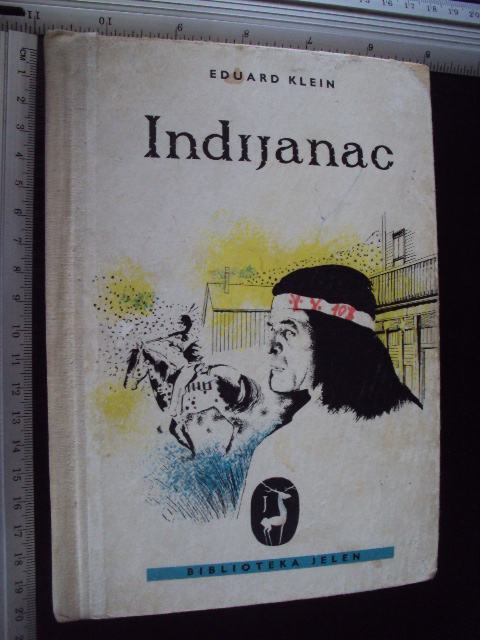 EDUARD KLEIN
Indijanac
J
BIBLIOTEKA JELEN